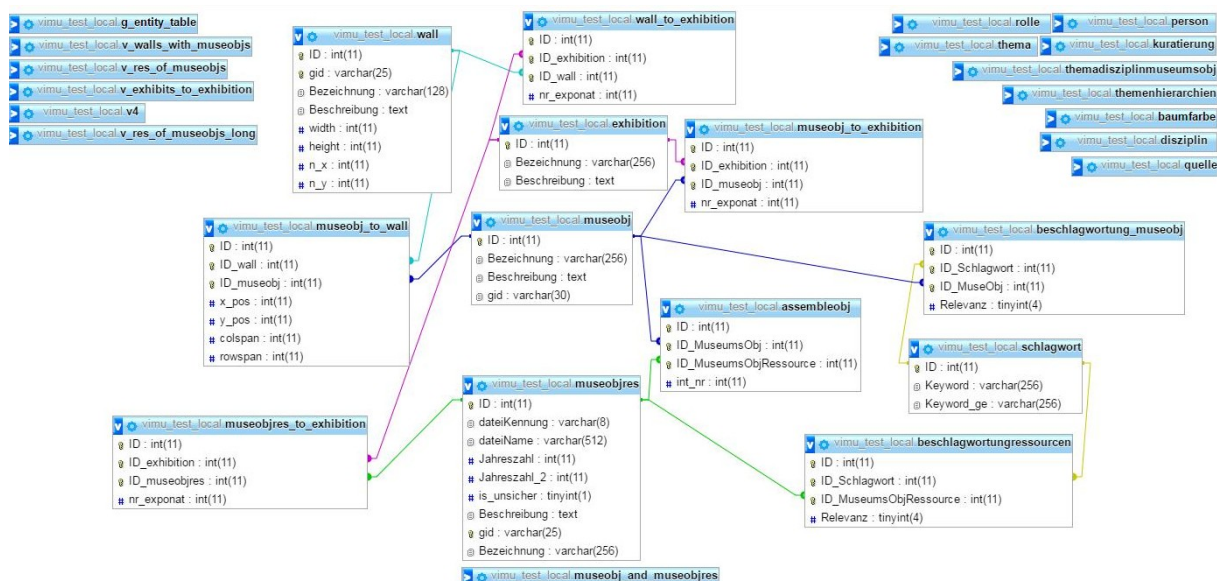 vimu_test_local.g_entity_table
vimu_test_local.v_walls_with_museobjs
vimu_test_local.v_res_of_museobjs
vimu_test_local.v_exhibits_to_exhibition
vimu_test_local.v4
vimu_test_local.v_res_of_museobjs_long
v vimu_test_local.wall
ID : int(11)
gid : varchar(25)
Bezeichnung : varchar(128)
Beschreibung : text
# width : int(11)
# height : int(11)
# n_x : int(11)
# n_y : int(11)
v vimu_test_local.wall_to_exhibition
ID : int(11)
ID_exhibition : int(11)
ID_wall : int(11)
# nr_exponat : int(11)
vimu_test_local.rolle
vimu_test_local.person
vimu_test_local.thema
vimu_test_local.kuratierung
vimu_test_local.themadisziplinmuseumsobj
vimu_test_local.themenhierarchien
vimu_test_local.baumfarbe
vimu_test_local.disziplin
vimu_test_local.quelle
v vimu_test_local.exhibition
ID : int(11)
Bezeichnung : varchar(256)
Beschreibung : text
v vimu_test_local.museobj_to_exhibition
ID : int(11)
ID_exhibition : int(11)
ID_museobj : int(11)
# nr_exponat : int(11)
v vimu_test_local.museobj_to_wall
ID : int(11)
ID_wall : int(11)
ID_museobj : int(11)
# x_pos : int(11)
# y_pos : int(11)
# colspan : int(11)
# rowspan : int(11)
v vimu_test_local.museobj
ID : int(11)
Bezeichnung : varchar(256)
Beschreibung : text
gid : varchar(30)
v vimu_test_local.beschlagwortung_museobj
ID : int(11)
ID_Schlagwort : int(11)
ID_MuseObj : int(11)
# Relevanz : tinyint(4)
v vimu_test_local.assembleobj
ID : int(11)
ID_MuseumsObj : int(11)
ID_MuseumsObjRessource : int(11)
# int_nr : int(11)
v vimu_test_local.schlagwort
ID : int(11)
Keyword : varchar(256)
Keyword_ge : varchar(256)
v vimu_test_local.museobjres
ID : int(11)
dateiKennung : varchar(8)
dateiName : varchar(512)
# Jahreszahl : int(11)
# Jahreszahl_2 : int(11)
# is_unsicher : tinyint(1)
Beschreibung : text
gid : varchar(25)
Bezeichnung : varchar(256)
v vimu_test_local.museobjres_to_exhibition
ID : int(11)
ID_exhibition : int(11)
ID_museobjres : int(11)
# nr_exponat : int(11)
v vimu_test_local.beschlagwortungressourcen
ID : int(11)
ID_Schlagwort : int(11)
ID_MuseumsObjRessource : int(11)
# Relevanz : tinyint(4)
vimu_test_local.museobj_and_museobjres